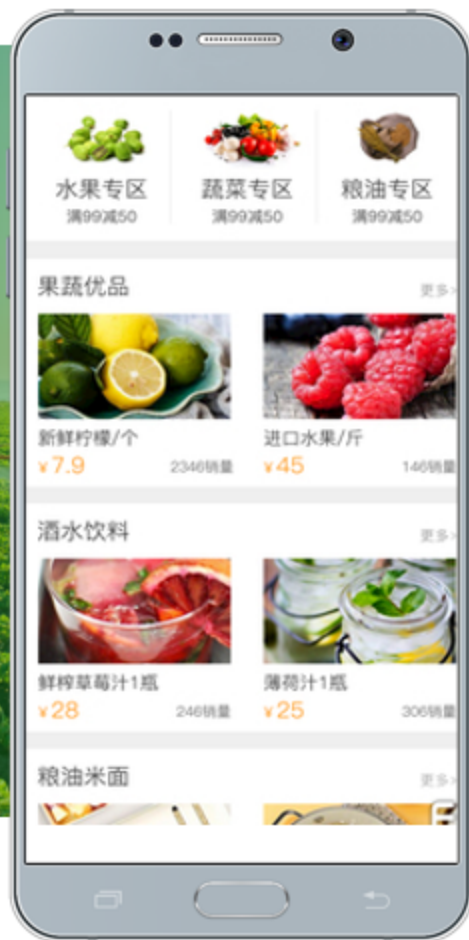 水果专区 蔬菜专区 粮油专区
满99减50 满99减50 满99减50
果蔬优品 更多>
新鲜柠檬/个 进口水果/斤
¥7.9 2346销量 ¥45 146销量
酒水饮料 更多>
鲜榨草莓汁1瓶 薄荷汁1瓶
¥28 246销量 ¥25 306销量
粮油米面 更多>